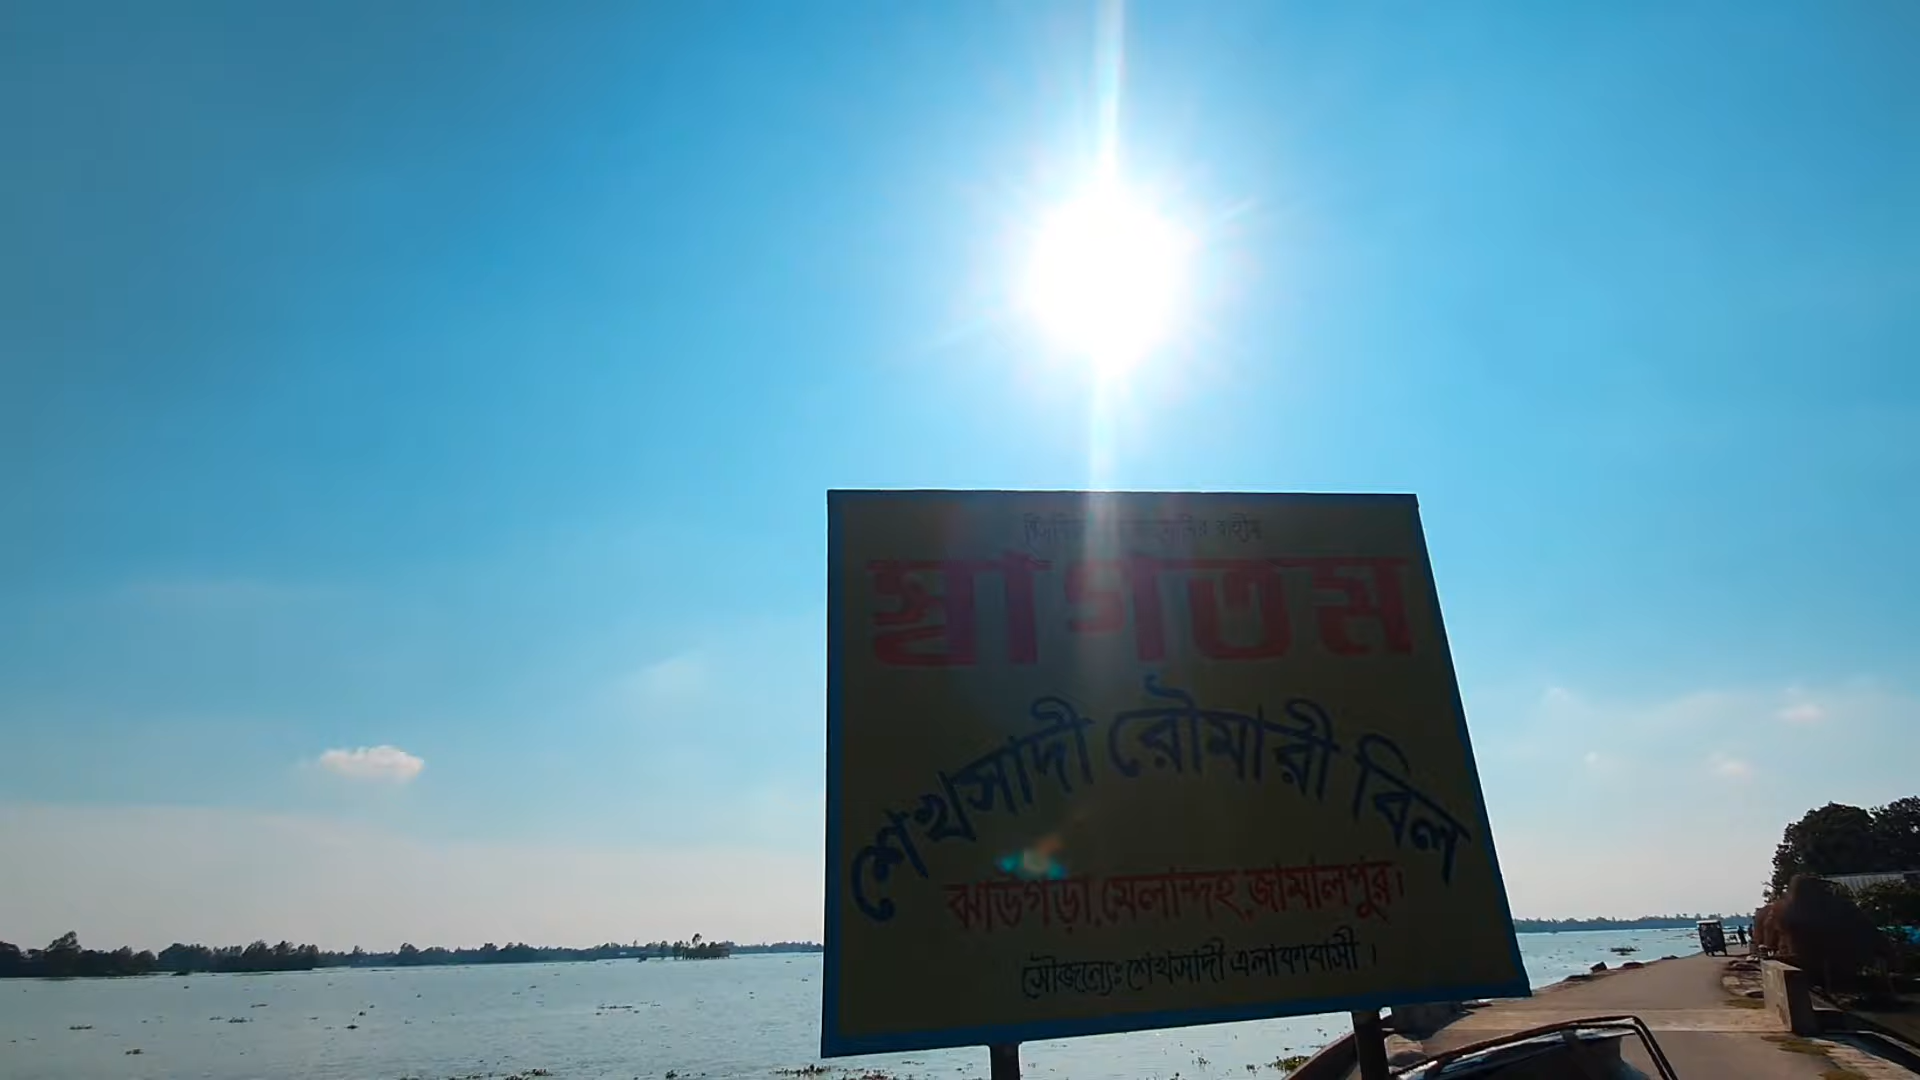 স্বাগতম
শেখসাদী রৌমারী বিল
ঝাউগড়া,মেলান্দহ,জামালপুর।
সৌজন্যেঃ শেখসাদী এলাকাবাসী ।